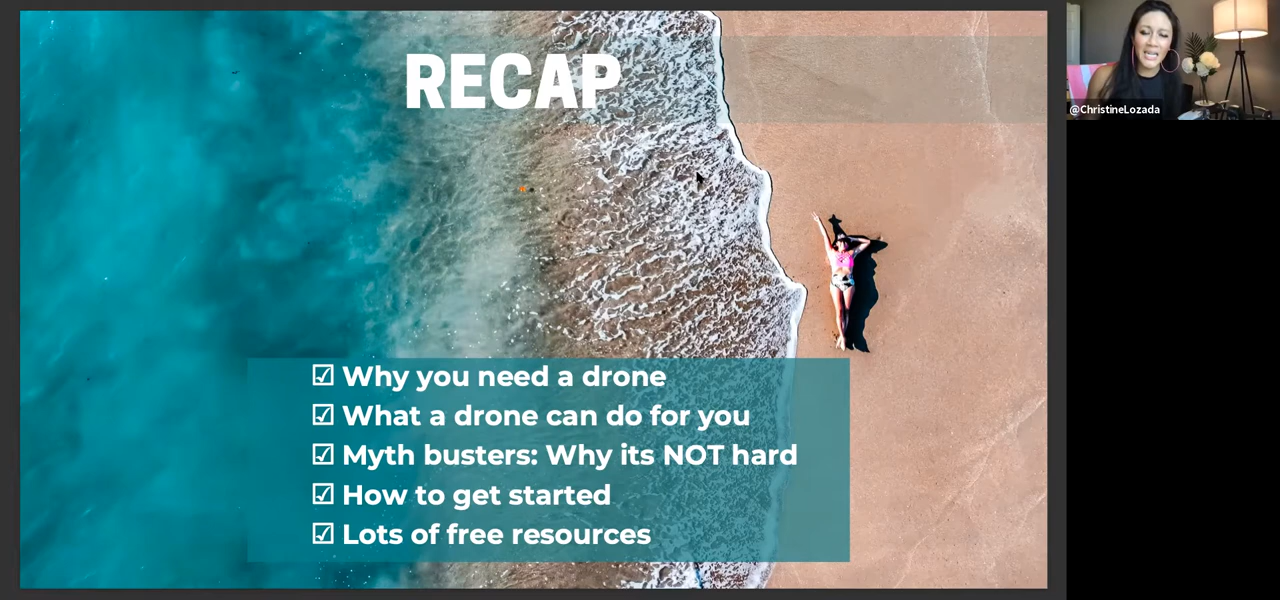 RECAP
☑ Why you need a drone
☑ What a drone can do for you
☑ Myth busters: Why its NOT hard
☑ How to get started
☑ Lots of free resources
@ChristineLozada